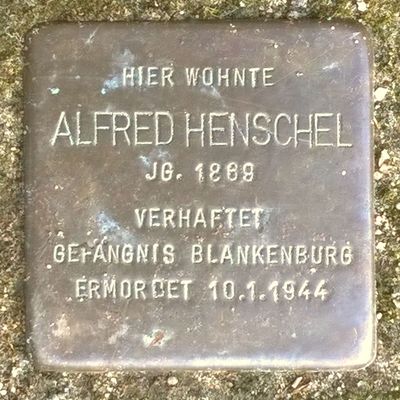 HIER WOHNTE
ALFRED HENSCHEL
JG. 1869
VERHAFTET
GEFÄNGNIS BLANKENBURG
ERMORDET 10.1.1944